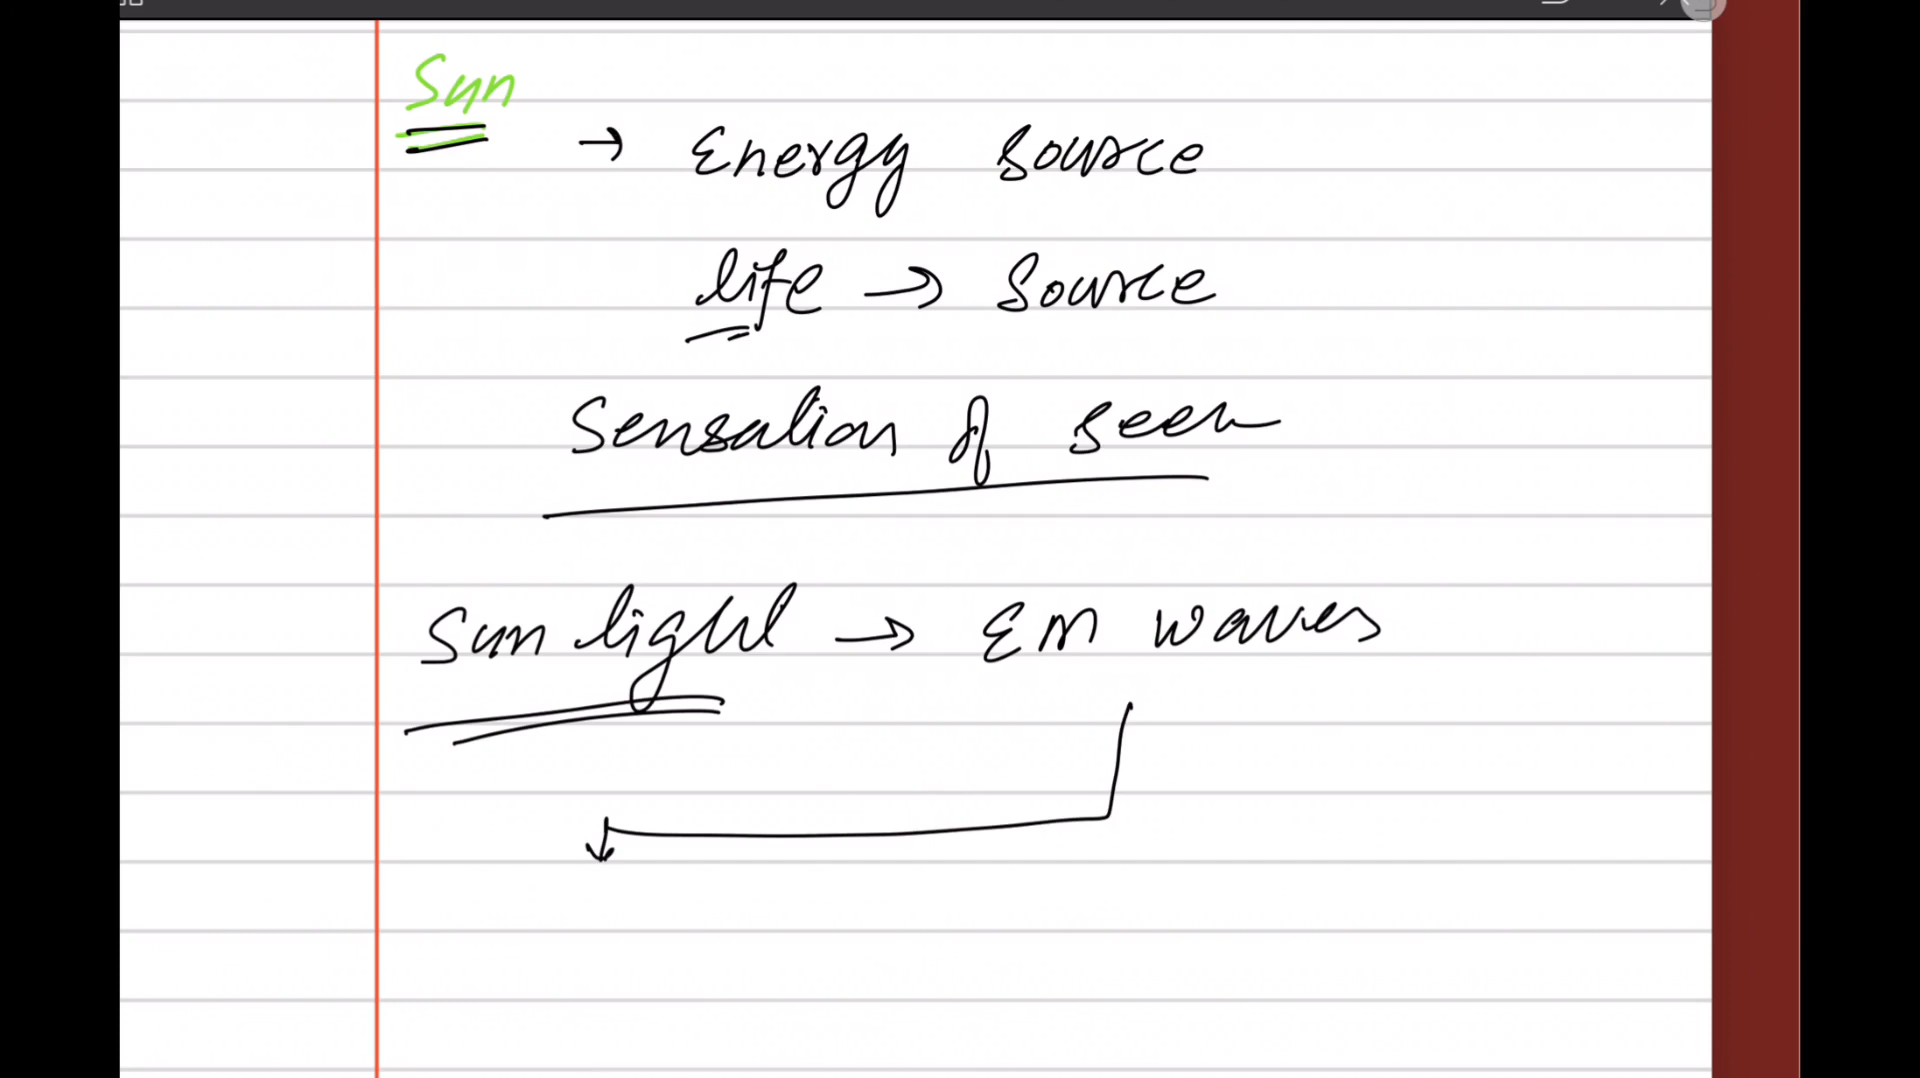 Sun
→ Energy source
life → source
Sensation of seen
Sun light → EM waves